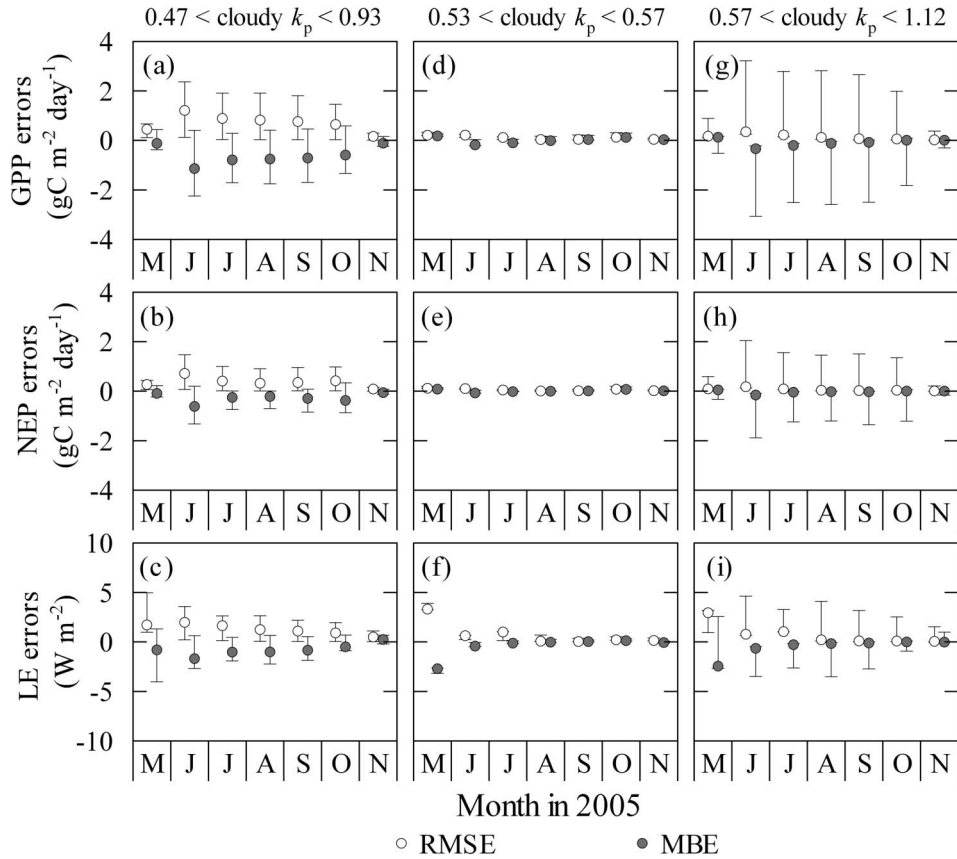 0.47 < cloudy kp < 0.93 0.53 < cloudy kp < 0.57 0.57 < cloudy kp < 1.12
GPP errors
(gC m-2 day-1)
4
2
0
-2
-4
(a)
M J J A S O N
(d)
M J J A S O N
(g)
M J J A S O N
NEP errors
(gC m-2 day-1)
4
2
0
-2
-4
(b)
M J J A S O N
(e)
M J J A S O N
(h)
M J J A S O N
LE errors
(W m-2)
10
5
0
-5
-10
(c)
M J J A S O N
(f)
M J J A S O N
(i)
M J J A S O N
Month in 2005
RMSE MBE